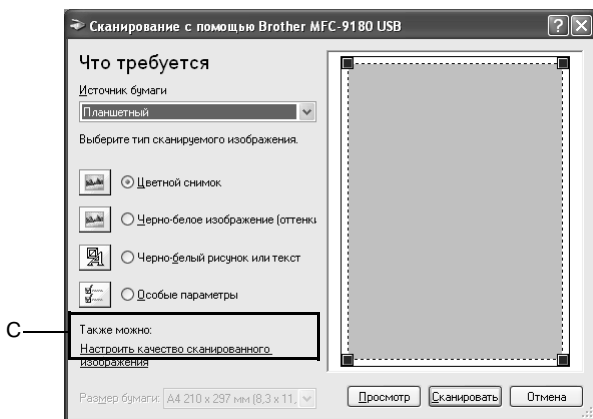 Сканирование с помощью Brother MFC-9180 USB
Что требуется
Источник бумаги
Планшетный
Выберите тип сканируемого изображения.
Цветной снимок
Черно-белое изображение (оттенки
Черно-белый рисунок или текст
Особые параметры
C
Также можно:
Настроить качество сканированного
изображения
Размер бумаги: A4 210 x 297 мм (8,3 x 11,
Просмотр Сканировать Отмена